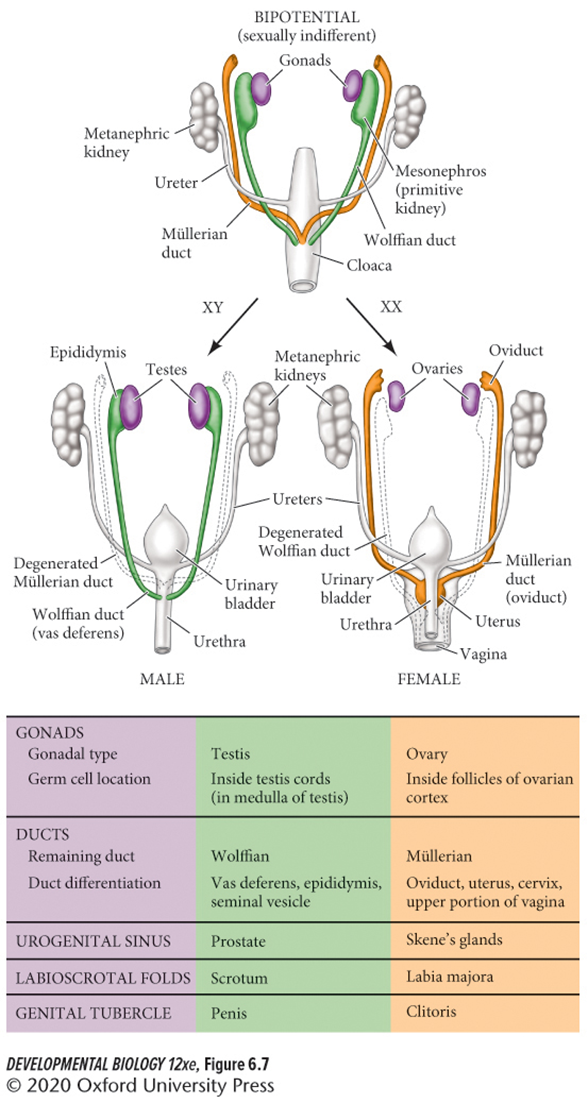 BIPOTENTIAL
(sexually indifferent)
Gonads
Metanephric
kidney
Ureter
Mesonephros
(primitive
kidney)
Müllerian
duct
Wolffian duct
Cloaca
XY
XX
Epididymis
Testes
Metanephric
kidneys
Ovaries
Oviduct
Ureters
Degenerated
Wolffian duct
Degenerated
Müllerian duct
Urinary
bladder
Urinary
bladder
Müllerian
duct
(oviduct)
Wolffian duct
(vas deferens)
Urethra
Urethra
Uterus
Vagina
MALE
FEMALE
GONADS
Gonadal type Testis Ovary
Germ cell location Inside testis cords Inside follicles of ovarian
(in medulla of testis) cortex
DUCTS
Remaining duct Wolffian Müllerian
Duct differentiation Vas deferens, epididymis, Oviduct, uterus, cervix,
seminal vesicle upper portion of vagina
UROGENITAL SINUS Prostate Skene’s glands
LABIOSCROTAL FOLDS Scrotum Labia majora
GENITAL TUBERCLE Penis Clitoris
DEVELOPMENTAL BIOLOGY 12xe, Figure 6.7
© 2020 Oxford University Press